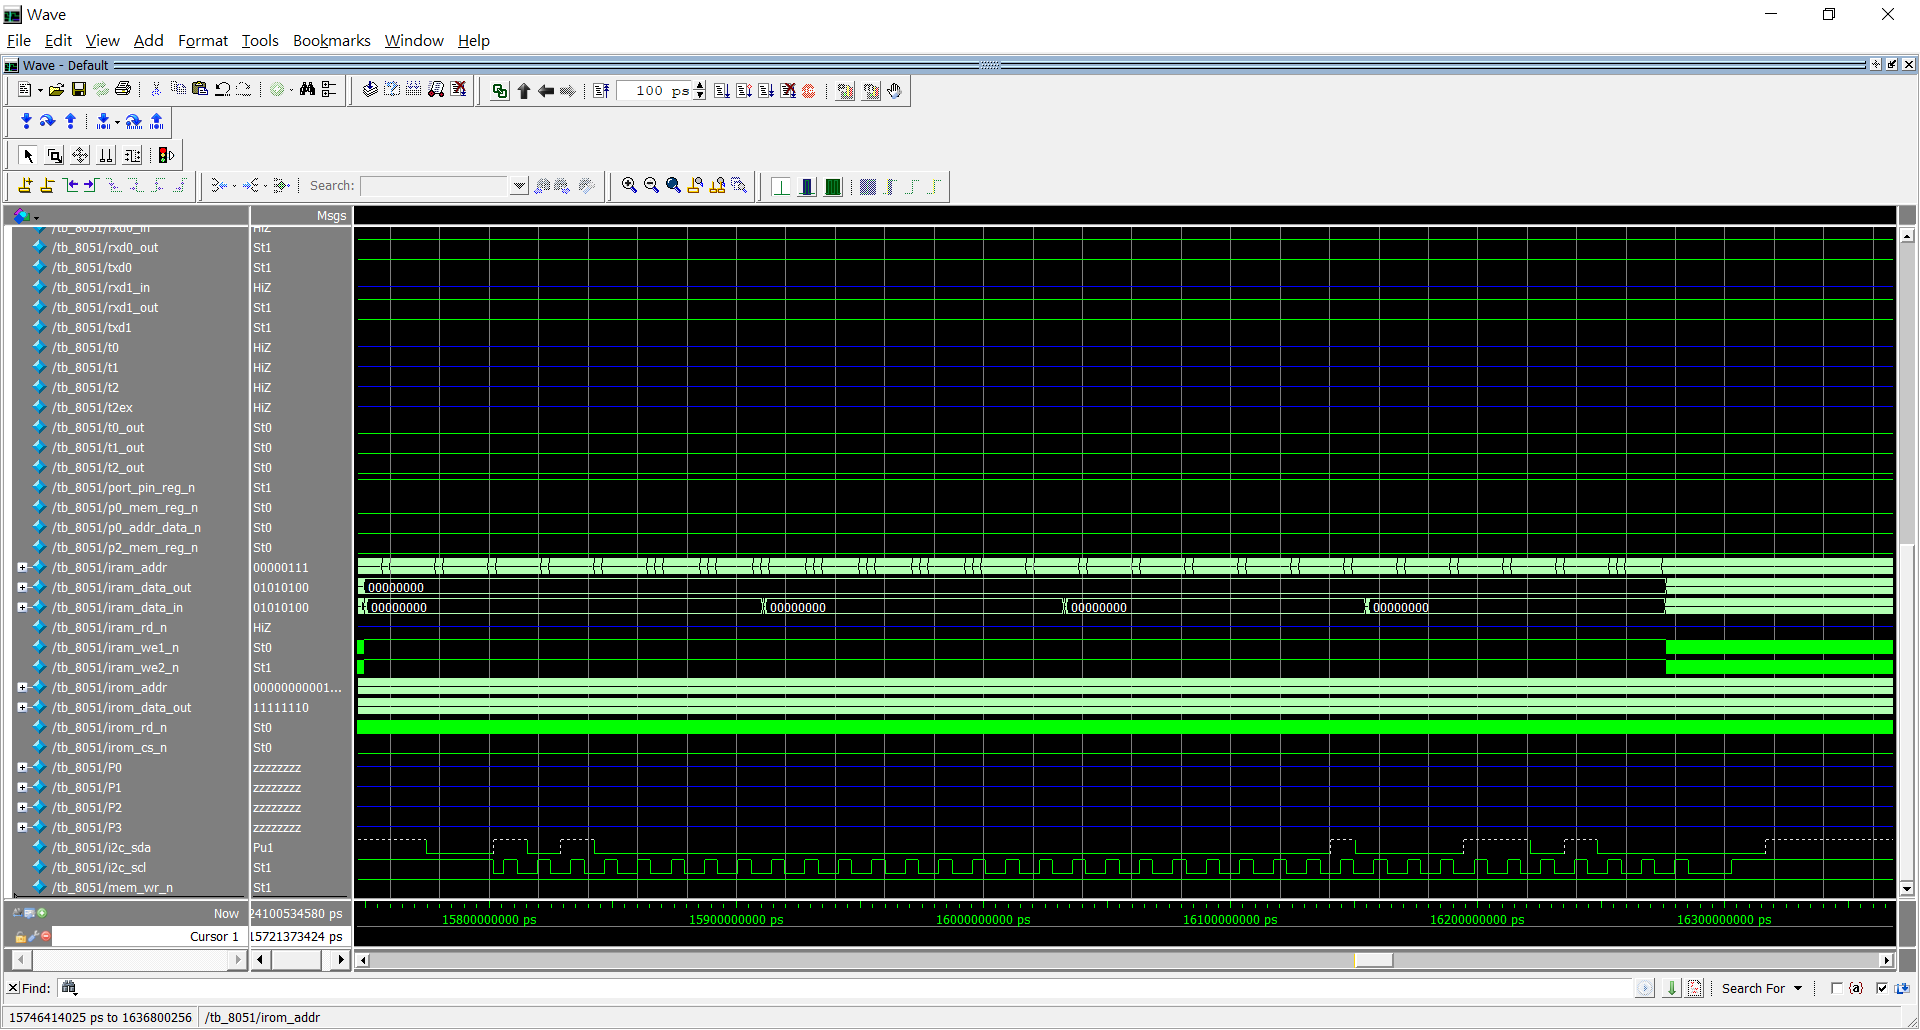 Wave
File Edit View Add Format Tools Bookmarks Window Help
Wave - Default
100 ps
Search:
Msgs
/tb_8051/rxd0_in HiZ
/tb_8051/rxd0_out St1
/tb_8051/txd0 St1
/tb_8051/rxd1_in HiZ
/tb_8051/rxd1_out St1
/tb_8051/txd1 St1
/tb_8051/t0 HiZ
/tb_8051/t1 HiZ
/tb_8051/t2 HiZ
/tb_8051/t2ex HiZ
/tb_8051/t0_out St0
/tb_8051/t1_out St0
/tb_8051/t2_out St0
/tb_8051/port_pin_reg_n St1
/tb_8051/p0_mem_reg_n St0
/tb_8051/p0_addr_data_n St0
/tb_8051/p2_mem_reg_n St0
/tb_8051/iram_addr 00000111
/tb_8051/iram_data_out 01010100 00000000
/tb_8051/iram_data_in 01010100 00000000 00000000 00000000 00000000
/tb_8051/iram_rd_n HiZ
/tb_8051/iram_we1_n St0
/tb_8051/iram_we2_n St1
/tb_8051/irom_addr 00000000001...
/tb_8051/irom_data_out 11111110
/tb_8051/irom_rd_n St0
/tb_8051/irom_cs_n St0
/tb_8051/P0 zzzzzzzz
/tb_8051/P1 zzzzzzzz
/tb_8051/P2 zzzzzzzz
/tb_8051/P3 zzzzzzzz
/tb_8051/i2c_sda Pu1
/tb_8051/i2c_scl St1
/tb_8051/mem_wr_n St1
Now 24100534580 ps 15800000000 ps 15900000000 ps 16000000000 ps 16100000000 ps 16200000000 ps 16300000000 ps
Cursor 1 15721373424 ps
Find: Search For {a}
15746414025 ps to 1636800256 /tb_8051/irom_addr